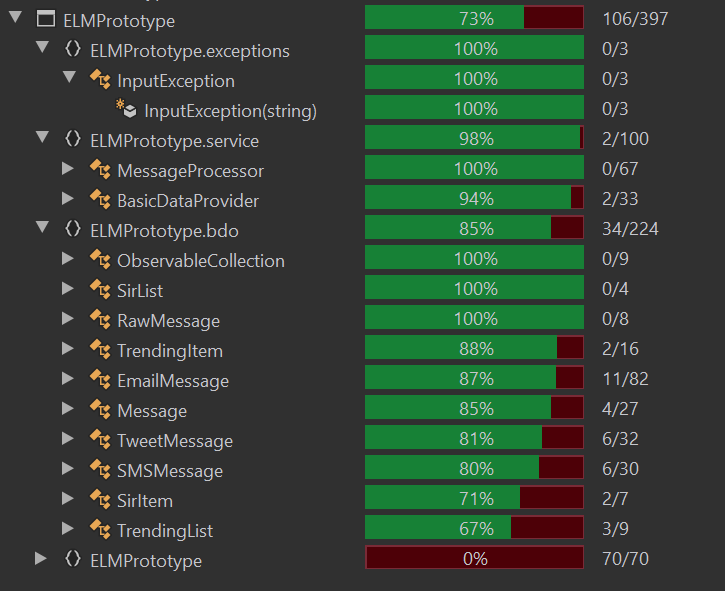 ELMPrototype 73% 106/397
ELMPrototype.exceptions 100% 0/3
InputException 100% 0/3
InputException(string) 100% 0/3
ELMPrototype.service 98% 2/100
MessageProcessor 100% 0/67
BasicDataProvider 94% 2/33
ELMPrototype.bdo 85% 34/224
ObservableCollection 100% 0/9
SirList 100% 0/4
RawMessage 100% 0/8
TrendingItem 88% 2/16
EmailMessage 87% 11/82
Message 85% 4/27
TweetMessage 81% 6/32
SMSMessage 80% 6/30
SirItem 71% 2/7
TrendingList 67% 3/9
ELMPrototype 0% 70/70